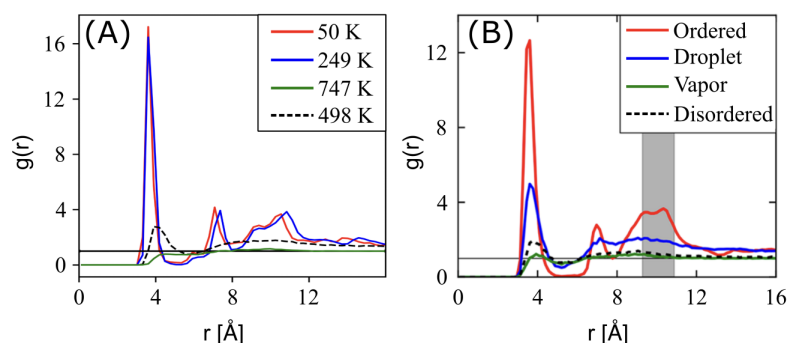 (A)
50 K
249 K
747 K
498 K
g(r)
16
12
8
4
0
0 4 8 12
r [Å]
(B)
Ordered
Droplet
Vapor
Disordered
g(r)
12
8
4
0
0 4 8 12 16
r [Å]